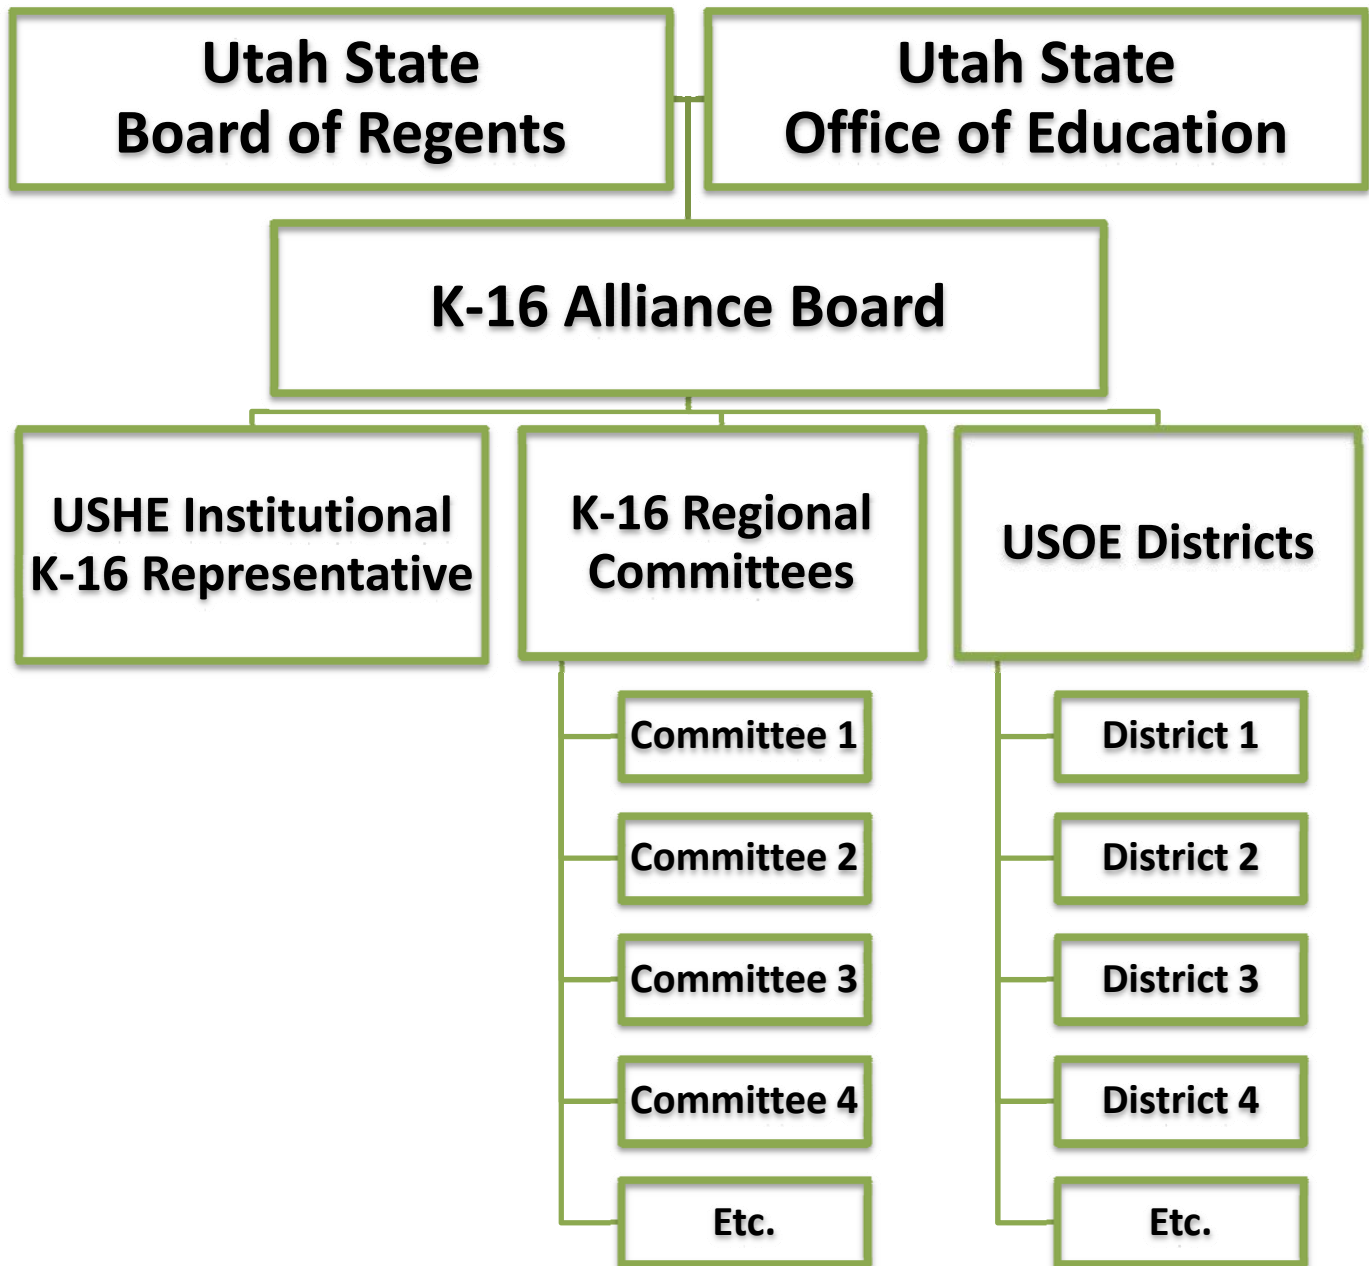 Utah State
Board of Regents
Utah State
Office of Education
K-16 Alliance Board
USHE Institutional
K-16 Representative
K-16 Regional
Committees
USOE Districts
Committee 1
Committee 2
Committee 3
Committee 4
Etc.
District 1
District 2
District 3
District 4
Etc.